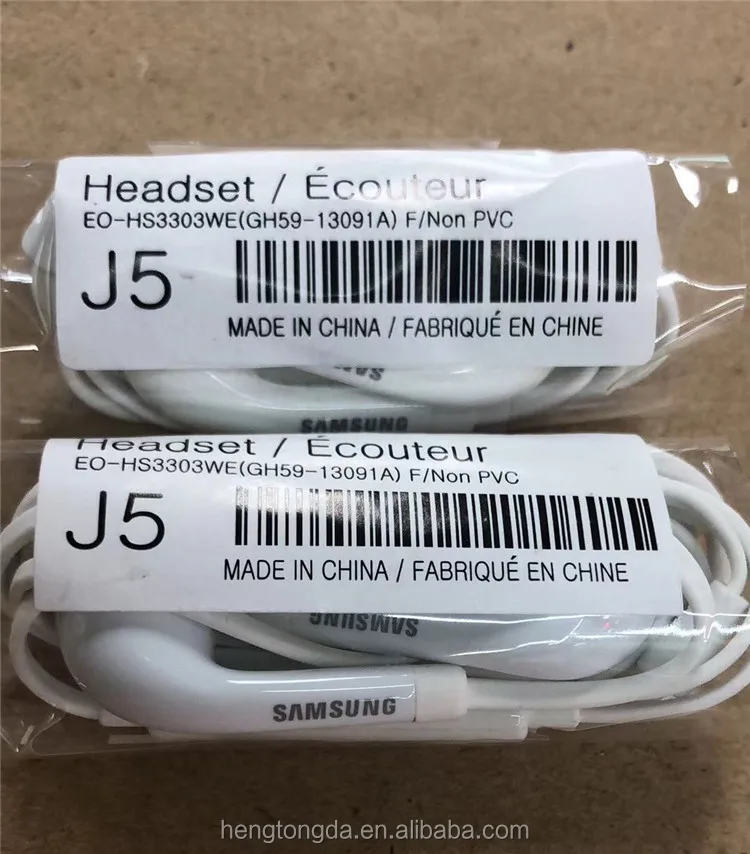 Headset / Écouteur
EO-HS3303WE(GH59-13091A) F/Non PVC
J5
MADE IN CHINA / FABRIQUÉ EN CHINE
SAMSUNG
Headset / Écouteur
EO-HS3303WE(GH59-13091A) F/Non PVC
J5
MADE IN CHINA / FABRIQUÉ EN CHINE
SAMSUNG
SAMSUNG
hengtongda.en.alibaba.com